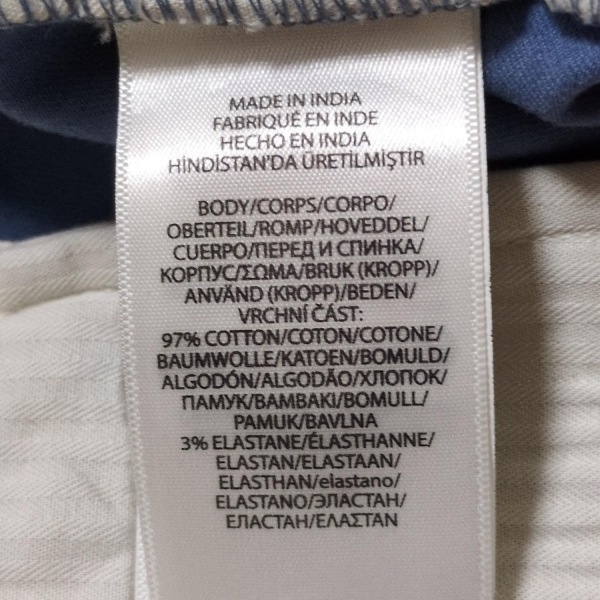 MADE IN INDIA
FABRIQUÉ EN INDE
HECHO EN INDIA
HİNDİSTAN'DA ÜRETİLMİŞTİR
BODY/CORPS/CORPO/
OBERTEIL/ROMP/HOVEDDEL/
CUERPO/ПЕРЕД И СПИНКА/
КОРПУС/ΣΩΜΑ/BRUK (KROPP)/
ANVÄND (KROPP)/BEDEN/
VRCHNÍ ČÁST:
97% COTTON/COTON/COTONE/
BAUMWOLLE/KATOEN/BOMULD/
ALGODÓN/ALGODÃO/ХЛОПОК/
ПАМУК/ΒΑΜΒΑΚΙ/BOMULL/
PAMUK/BAVLNA
3% ELASTANE/ÉLASTHANNE/
ELASTAN/ELASTAAN/
ELASTHAN/elastano/
ELASTANO/ЭЛАСТАН/
ЕЛАСТАН/ΕΛΑΣΤΑΝ